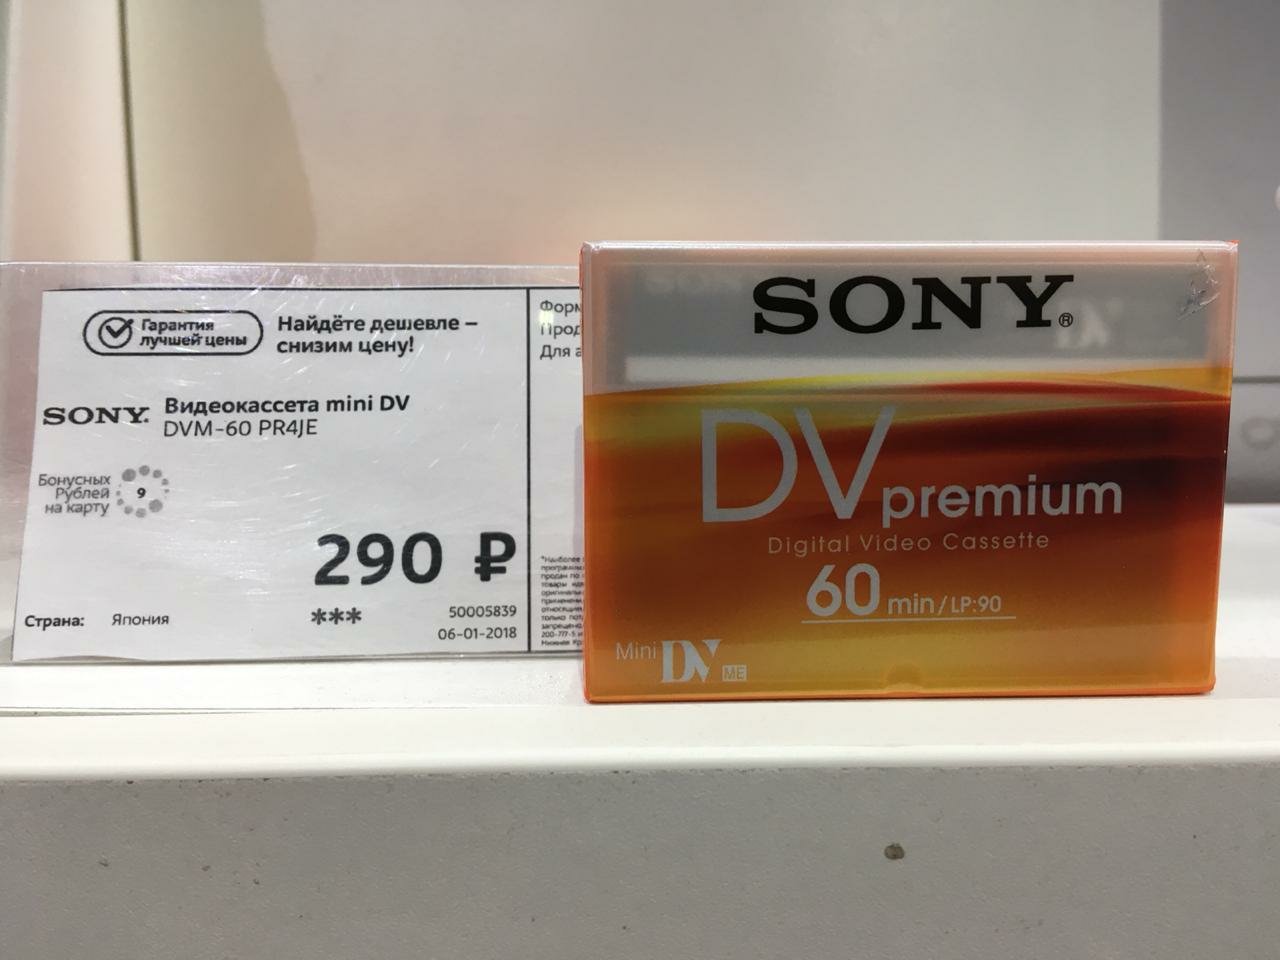 Гарантия
лучшей цены
Найдёте дешевле –
снизим цену!
SONY.
Видеокассета mini DV
DVM-60 PR4JE
Бонусных
Рублей
на карту
9
290 ₽
***
Страна: Япония
50005839
06-01-2018
Для
SONY®
DV premium
Digital Video Cassette
60 min/LP:90
Mini DV ME